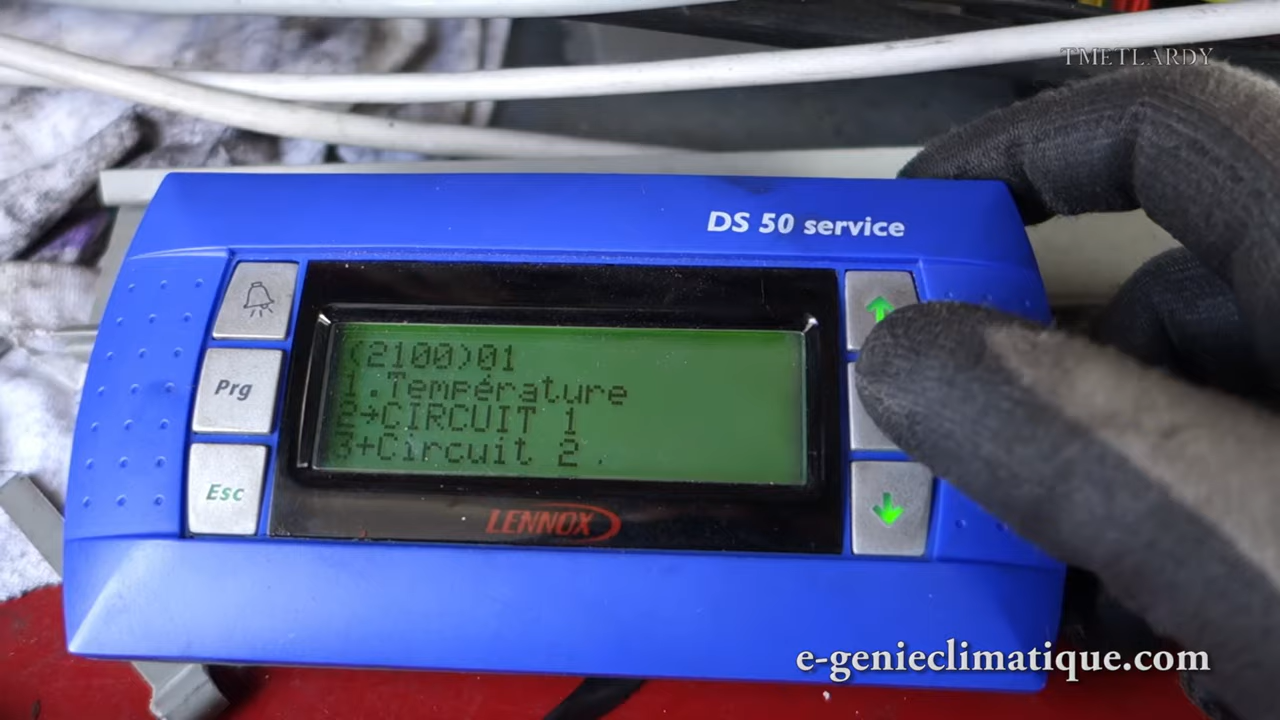 TMETLARDY
DS 50 service
Prg
Esc
(2100)01
1.Température
2→CIRCUIT 1
3+Circuit 2.
LENNOX
e-genieclimatique.com